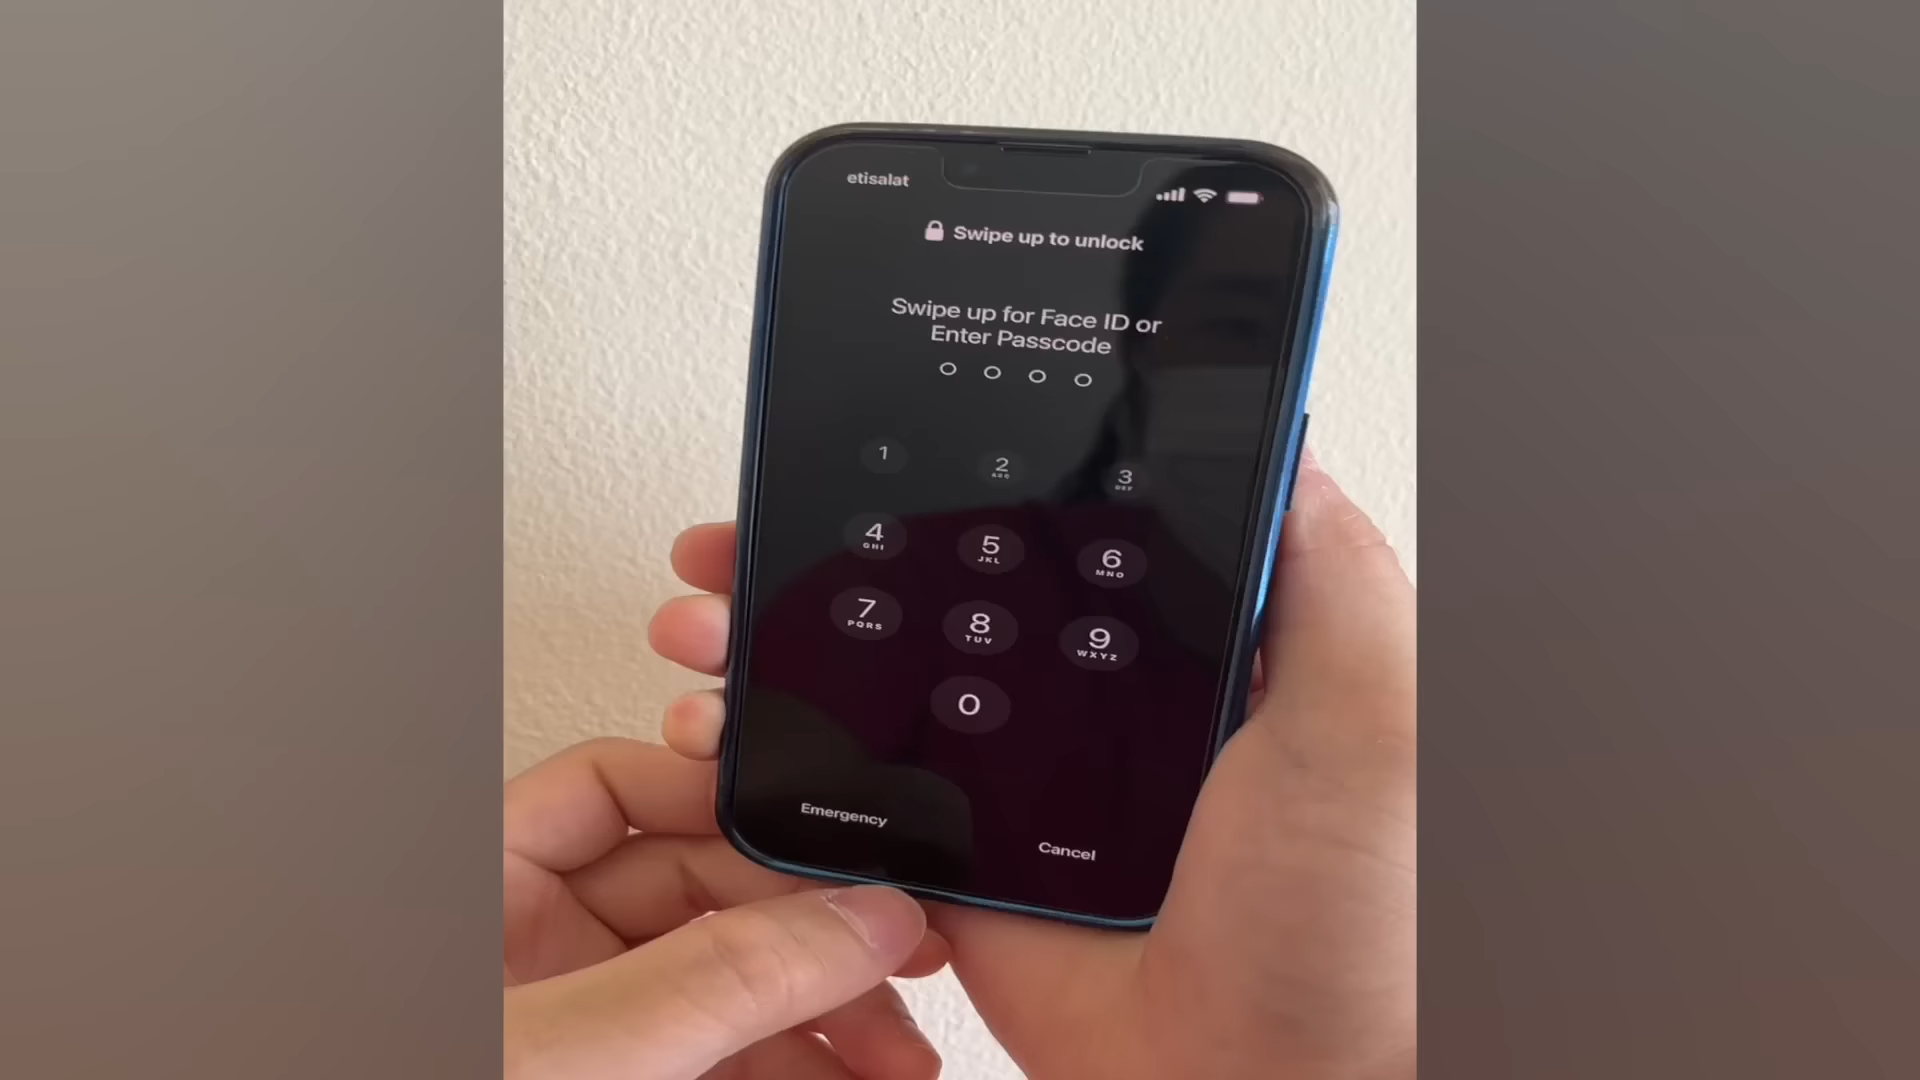 etisalat
Swipe up to unlock
Swipe up for Face ID or
Enter Passcode
1
2
ABC
3
DEF
4
GHI
5
JKL
6
MNO
7
PQRS
8
TUV
9
WXYZ
0
Emergency
Cancel